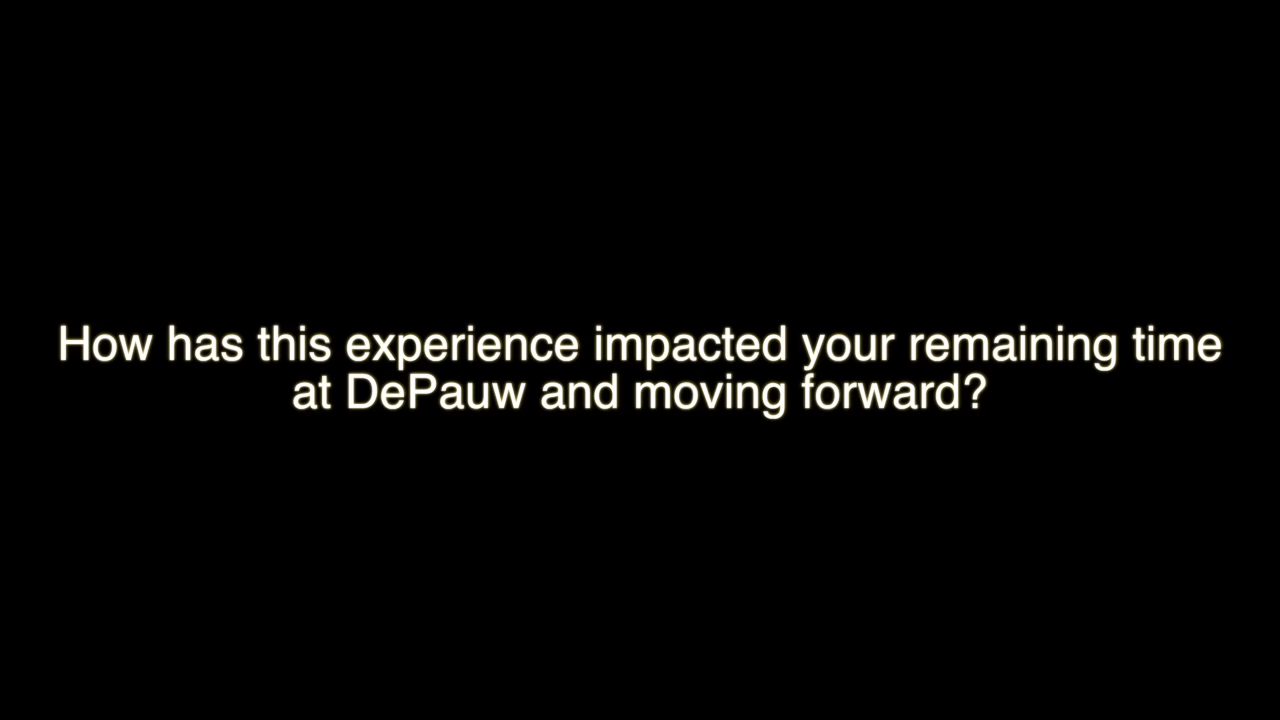 How has this experience impacted your remaining time
at DePauw and moving forward?